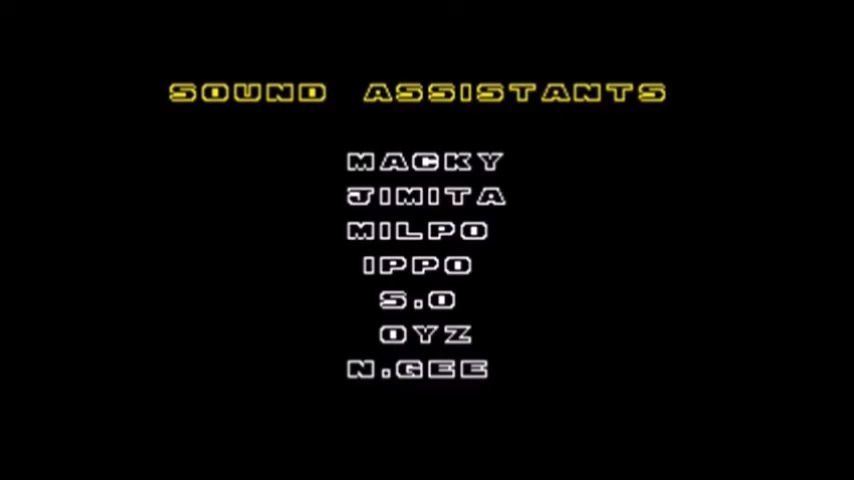 SOUND ASSISTANTS
MACKY
JIMITA
MILPO
IPPO
S.O
OYZ
N.GEE